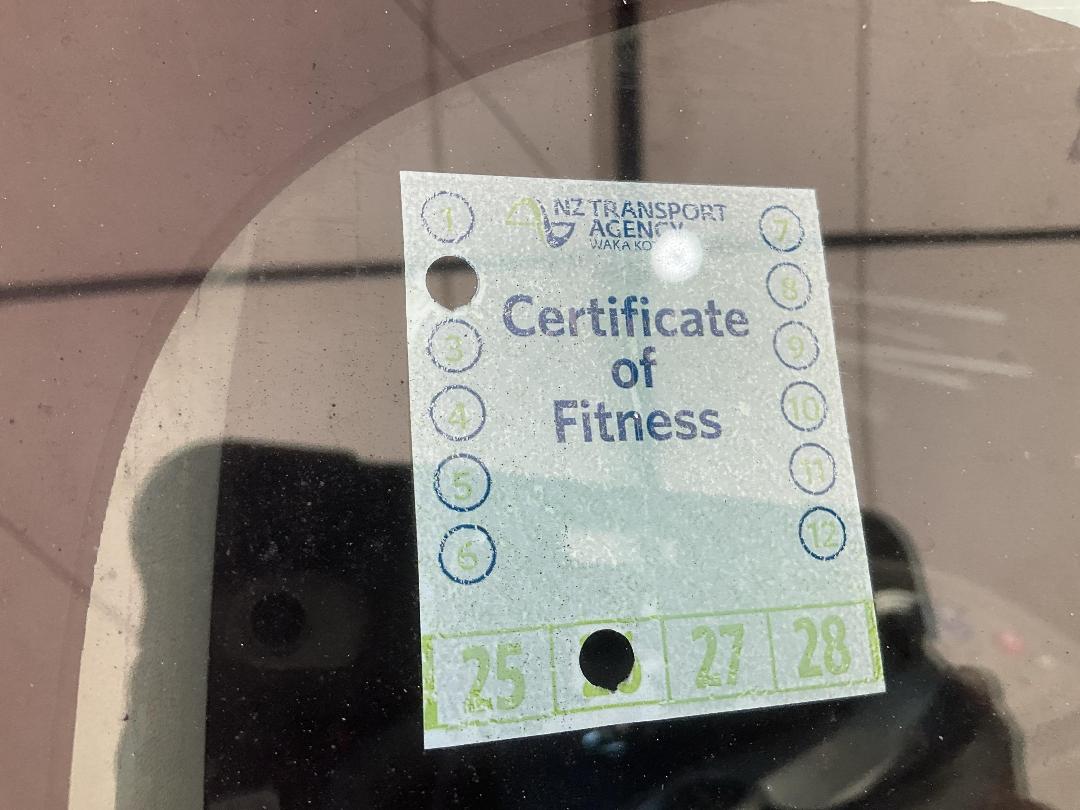 1
NZ TRANSPORT
AGENCY
WAKA
7
8
3
Certificate
of
Fitness
9
4
10
5
11
6
12
25
27
28